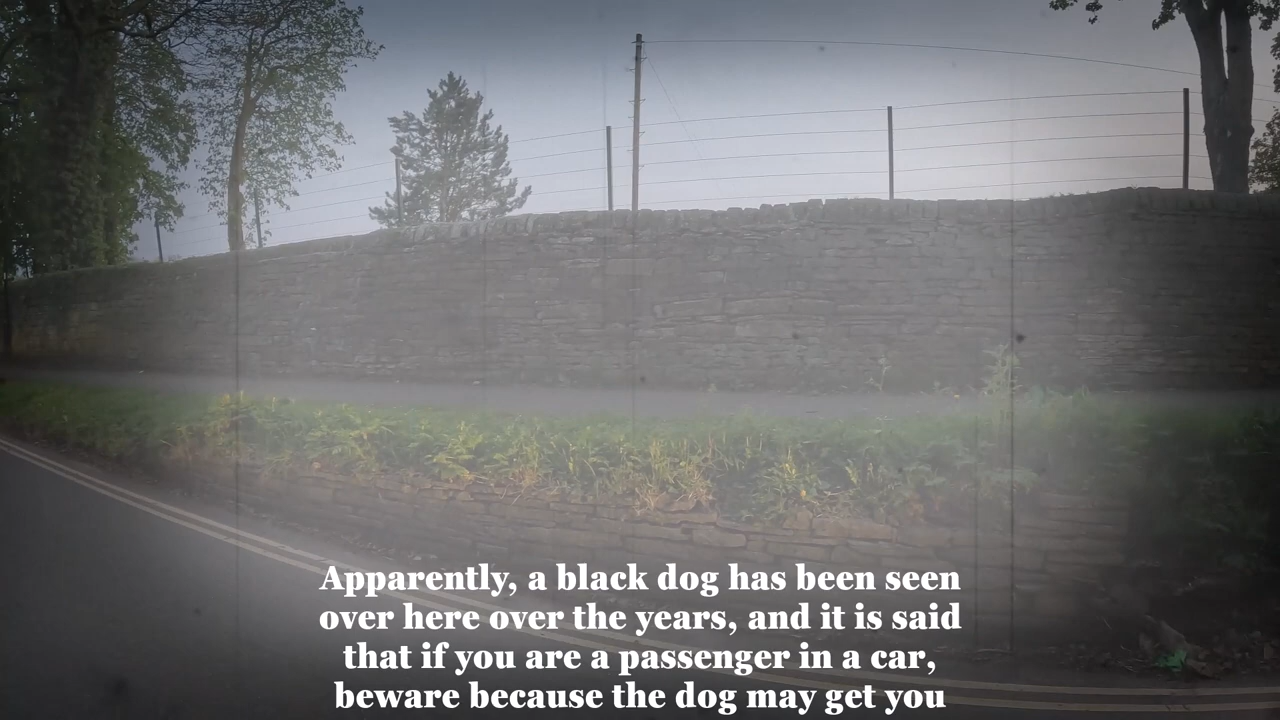 Apparently, a black dog has been seen
over here over the years, and it is said
that if you are a passenger in a car,
beware because the dog may get you